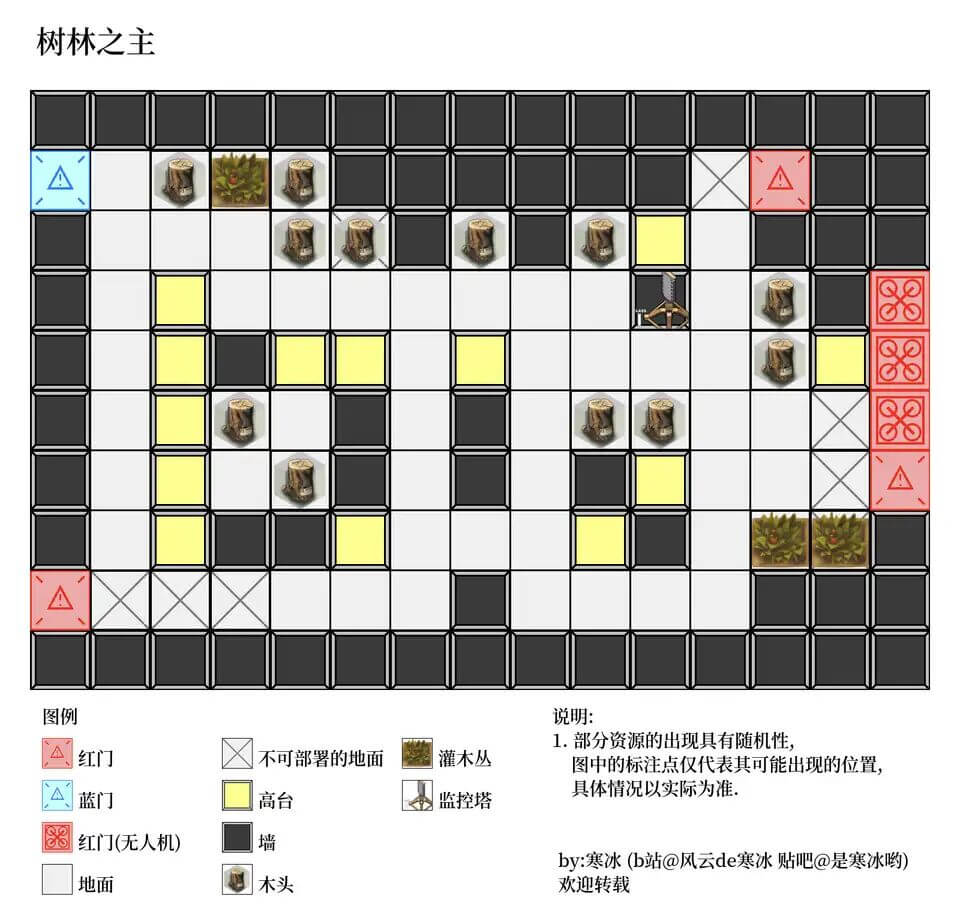 树林之主
图例
红门
不可部署的地面
灌木丛
蓝门
高台
监控塔
红门(无人机)
墙
地面
木头
说明:
1. 部分资源的出现具有随机性,
图中的标注点仅代表其可能出现的位置,
具体情况以实际为准.
by:寒冰 (b站@风云de寒冰 贴吧@是寒冰哟)
欢迎转载